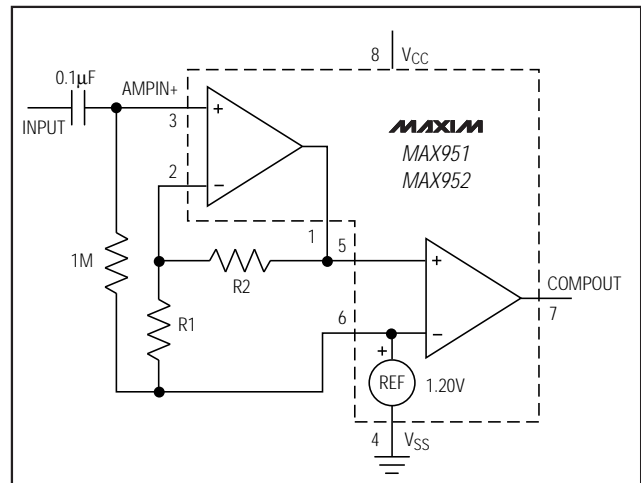 8 VCC
0.1µF
AMPIN+
INPUT
3
+
MAXIM
MAX951
MAX952
2
−
1
5
+
1M
R2
COMPOUT
R1
6
−
7
+
REF
1.20V
4
VSS